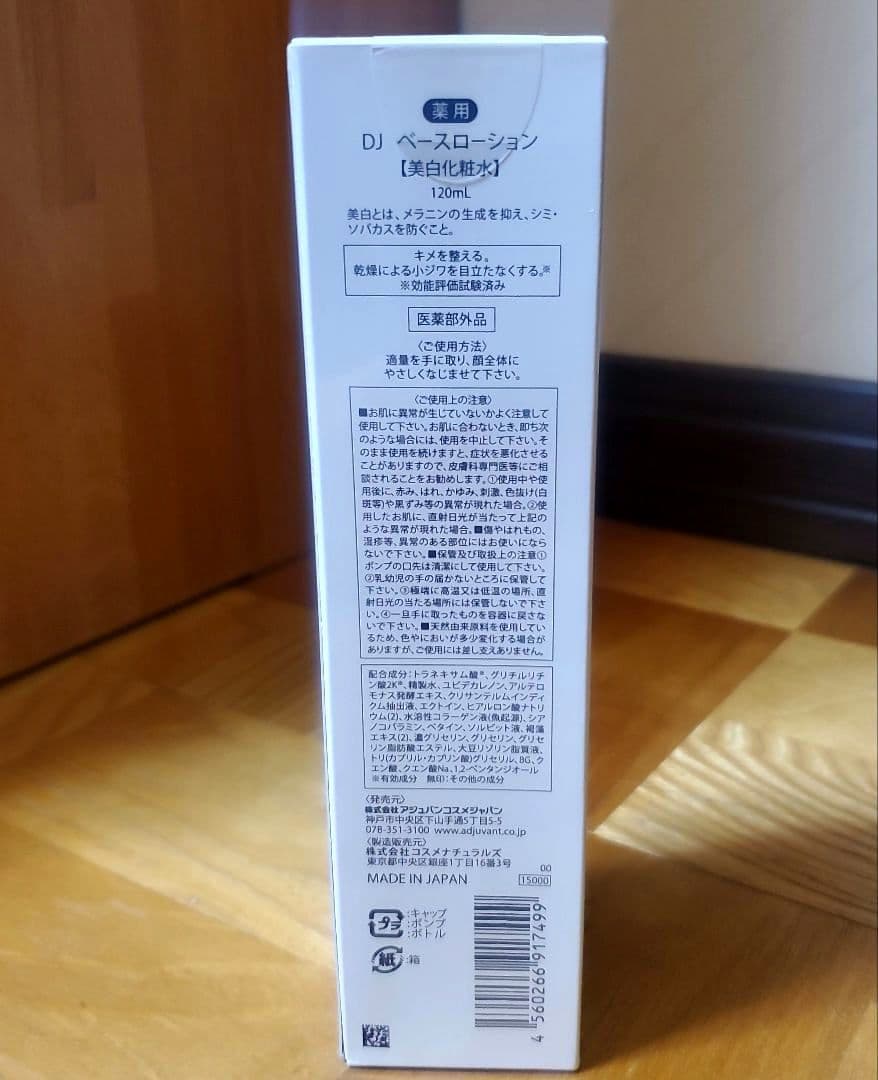 薬用
DJ ベースローション
【美白化粧水】
120mL
美白とは、メラニンの生成を抑え、シミ・
ソバカスを防ぐこと。
キメを整える。
乾燥による小ジワを目立たなくする。※
※効能評価試験済み
医薬部外品
〈ご使用方法〉
適量を手に取り、顔全体に
やさしくなじませて下さい。
〈ご使用上の注意〉
■お肌に異常が生じていないかよく注意して
使用して下さい。お肌に合わないとき、即ち次
のような場合には、使用を中止して下さい。そ
のまま使用を続けますと、症状を悪化させる
ことがありますので、皮膚科専門医等にご相
談されることをお勧めします。①使用中や使
用後に、赤み、はれ、かゆみ、刺激、色抜け(白
斑等)や黒ずみ等の異常が現れた場合。②使
用したお肌に、直射日光が当たって上記の
ような異常が現れた場合。■傷やはれもの、
湿疹等、異常のある部位にはお使いになら
ないで下さい。■保管及び取扱上の注意①
ポンプの口先は清潔にして使用して下さい。
②乳幼児の手の届かないところに保管して
下さい。③極端に高温又は低温の場所、直
射日光の当たる場所には保管しないで下さ
い。④一旦手に取ったものを容器に戻さな
いで下さい。■天然由来原料を使用してい
るため、色やにおいが多少変化する場合が
ありますが、ご使用には差し支えありません。
配合成分:トラネキサム酸※、グリチルリチ
ン酸2K※、精製水、ユビデカレノン、アルテロ
モナス発酵エキス、クリサンテルムインディ
クム抽出液、エクトイン、ヒアルロン酸ナトリ
ウム(2)、水溶性コラーゲン液(魚起源)、シア
ノコバラミン、ベタイン、ソルビット液、褐藻
エキス(2)、濃グリセリン、グリセリン、グリセ
リン脂肪酸エステル、大豆リゾリン脂質液、
トリ(カプリル・カプリン酸)グリセリル、BG、ク
エン酸、クエン酸Na、1,2-ペンタンジオール
※有効成分　無印:その他の成分
〈発売元〉
株式会社アジュバンコスメジャパン
神戸市中央区下山手通5丁目5-5
078-351-3100 www.adjuvant.co.jp
〈製造販売元〉
株式会社コスメナチュラルズ
東京都中央区銀座1丁目16番3号
00
MADE IN JAPAN
15000
プラ
:キャップ
:ポンプ
:ボトル
紙
:箱
4 560266 917499